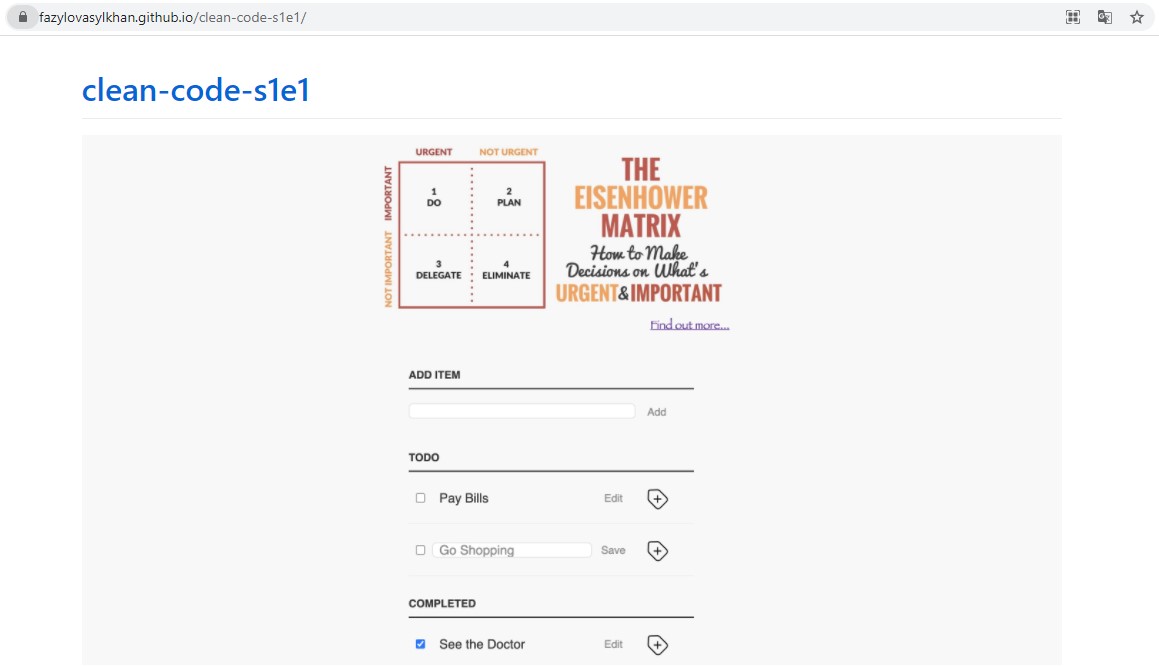 fazylovasylkhan.github.io/clean-code-s1e1/
clean-code-s1e1
URGENT NOT URGENT
IMPORTANT
NOT IMPORTANT
1
DO
2
PLAN
3
DELEGATE
4
ELIMINATE
THE
EISENHOWER
MATRIX
How to Make
Decisions on What's
URGENT&IMPORTANT
Find out more...
ADD ITEM
Add
TODO
Pay Bills Edit
Go Shopping Save
COMPLETED
See the Doctor Edit